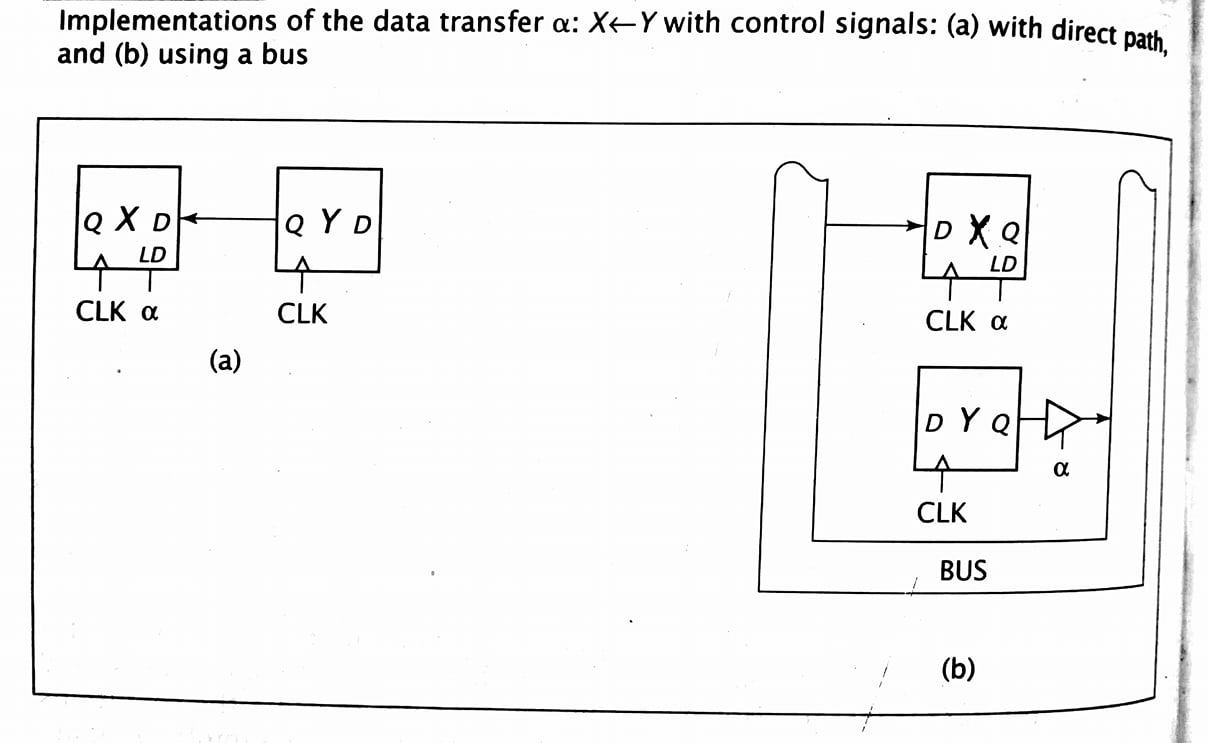 Implementations of the data transfer α: X←Y with control signals: (a) with direct path,
and (b) using a bus
Q X D
LD
CLK α
Q Y D
CLK
(a)
D X Q
LD
CLK α
D Y Q
α
CLK
BUS
(b)